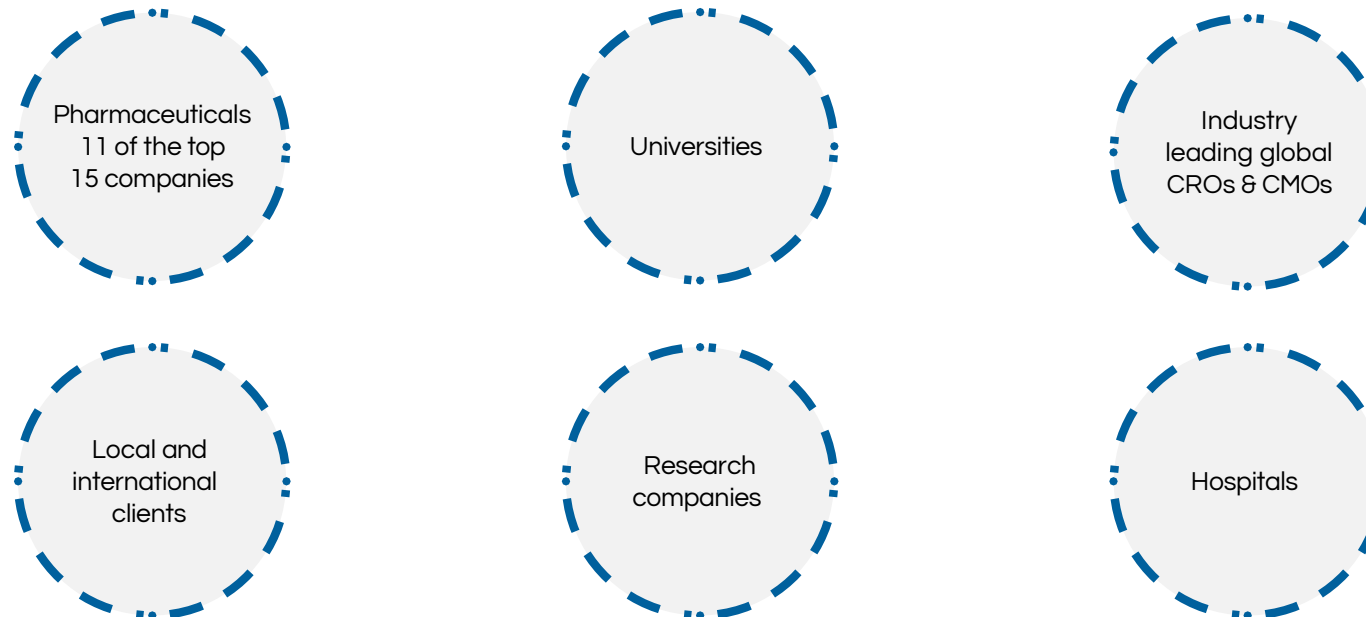 Pharmaceuticals
11 of the top
15 companies
Universities
Industry
leading global
CROs & CMOs
Local and
international
clients
Research
companies
Hospitals